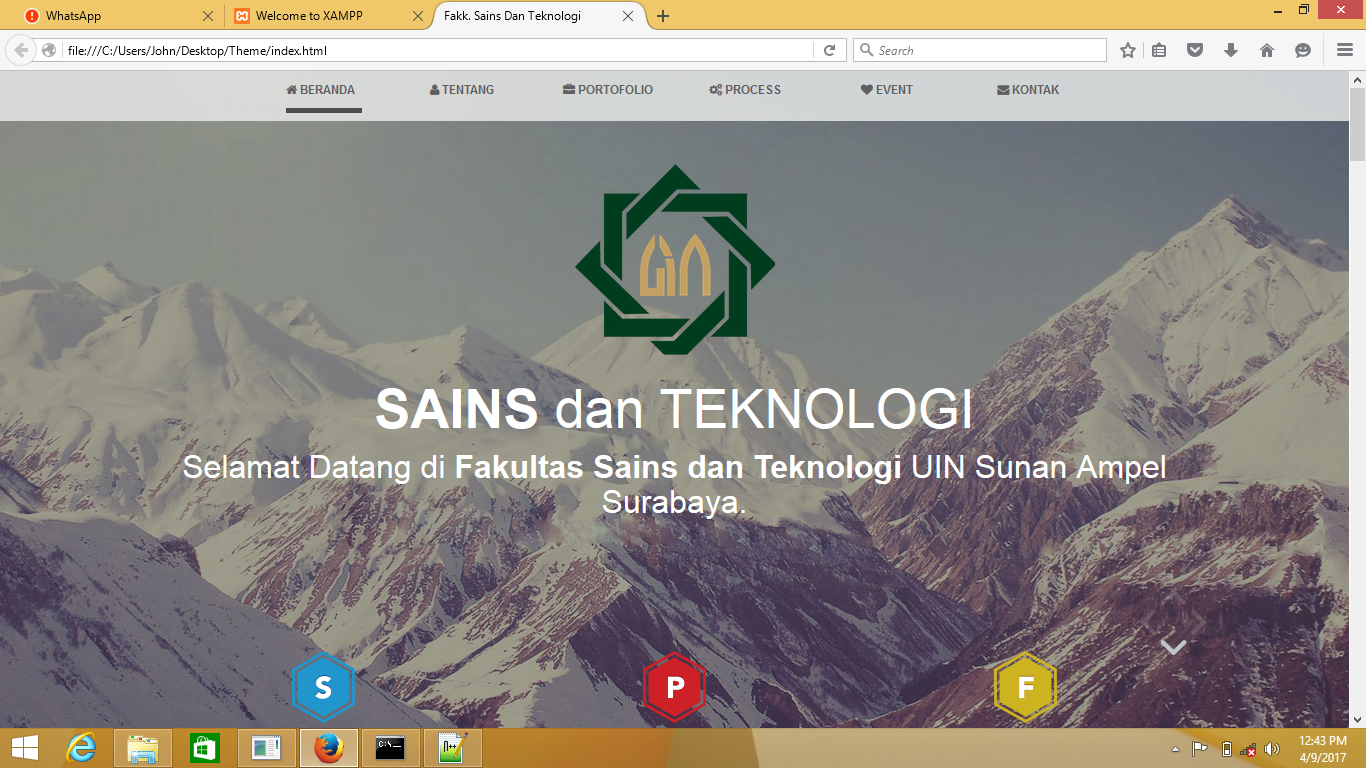 WhatsApp
Welcome to XAMPP
Fakk. Sains Dan Teknologi
file:///C:/Users/John/Desktop/Theme/index.html
Search
BERANDA
TENTANG
PORTOFOLIO
PROCESS
EVENT
KONTAK
UIN
SAINS dan TEKNOLOGI
Selamat Datang di Fakultas Sains dan Teknologi UIN Sunan Ampel
Surabaya.
S
P
F
C:\_
N++
12:43 PM
4/9/2017